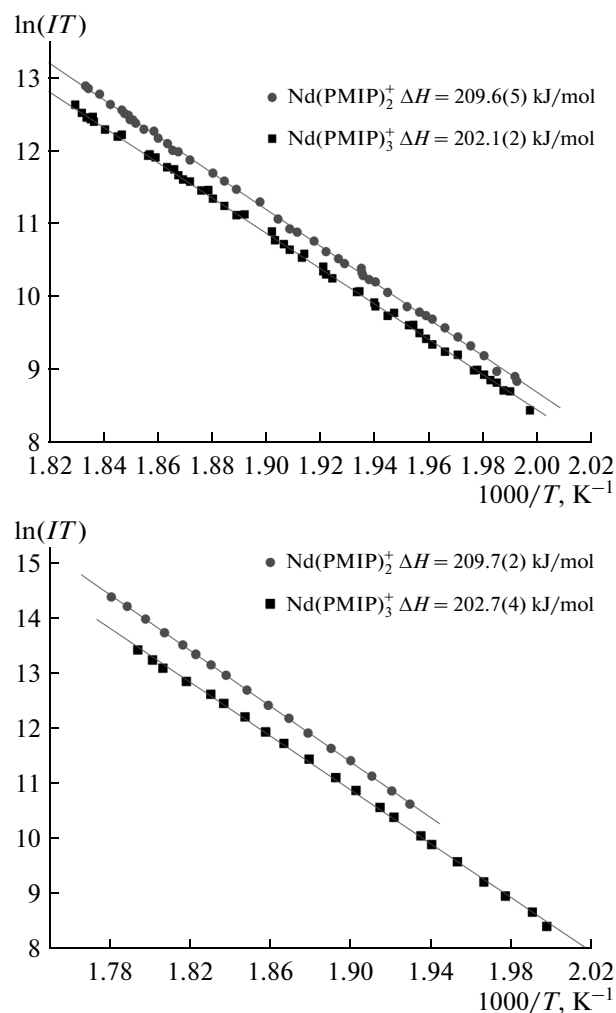 ln(IT)
13
12
11
10
9
8
Nd(PMIP)₂⁺ ΔH = 209.6(5) kJ/mol
Nd(PMIP)₃⁺ ΔH = 202.1(2) kJ/mol
1.82 1.84 1.86 1.88 1.90 1.92 1.94 1.96 1.98 2.00 2.02
1000/T, K⁻¹
ln(IT)
15
14
13
12
11
10
9
8
Nd(PMIP)₂⁺ ΔH = 209.7(2) kJ/mol
Nd(PMIP)₃⁺ ΔH = 202.7(4) kJ/mol
1.78 1.82 1.86 1.90 1.94 1.98 2.02
1000/T, K⁻¹